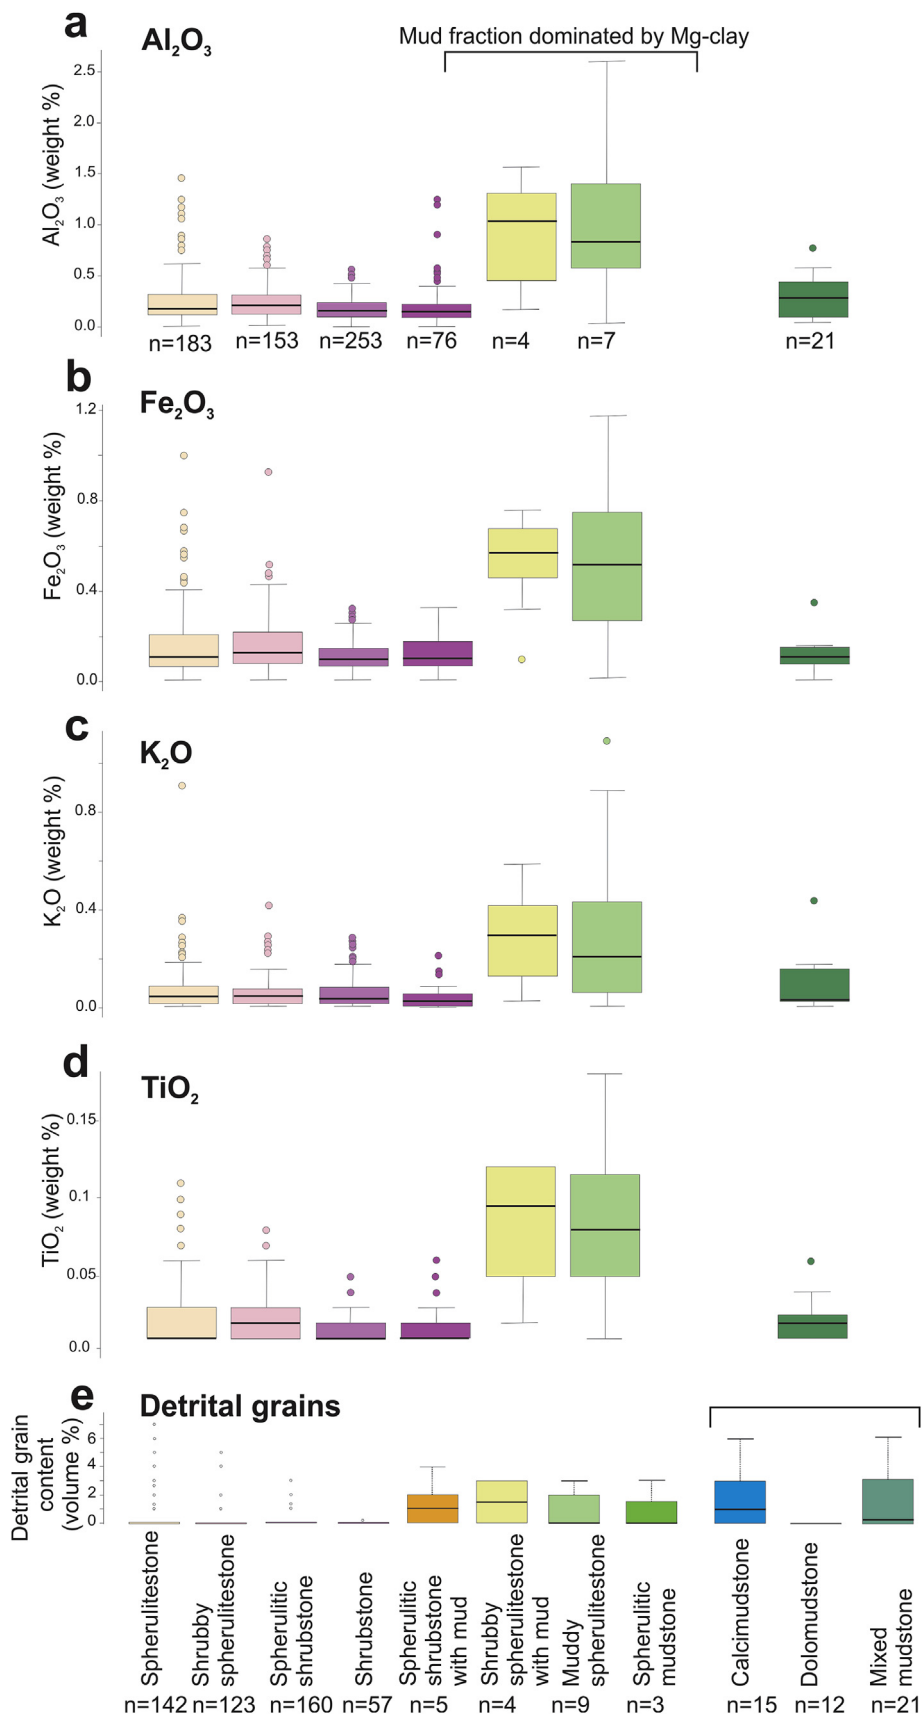 a
Al₂O₃
Mud fraction dominated by Mg-clay
Al₂O₃ (weight %)
2.5
2.0
1.5
1.0
0.5
0.0
n=183
n=153
n=253
n=76
n=4
n=7
n=21
b
Fe₂O₃
Fe₂O₃ (weight %)
1.2
0.8
0.4
0.0
c
K₂O
K₂O (weight %)
0.8
0.4
0.0
d
TiO₂
TiO₂ (weight %)
0.15
0.1
0.05
0.0
e
Detrital grains
Detrital grain
content
(volume %)
6
4
2
0
Spherulitestone
Shrubby
spherulitestone
Spherulitic
shrubstone
Shrubstone
Spherulitic
shrubstone
with mud
Shrubby
spherulitestone
with mud
Muddy
spherulitestone
Spherulitic
mudstone
Calcimudstone
Dolomudstone
Mixed
mudstone
n=142
n=123
n=160
n=57
n=5
n=4
n=9
n=3
n=15
n=12
n=21